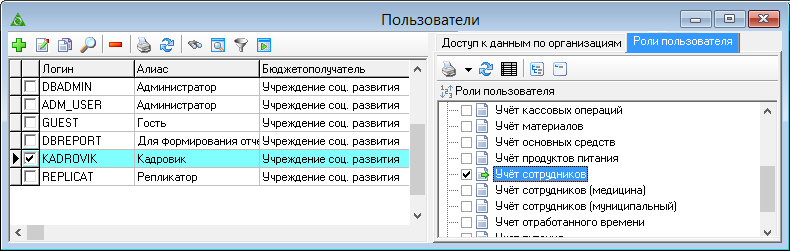 Пользователи
Доступ к данным по организациям Роли пользователя
Логин Алиас Бюджетополучатель
DBADMIN Администратор Учреждение соц. развития
ADM_USER Администратор Учреждение соц. развития
GUEST Гость Учреждение соц. развития
DBREPORT Для формирования отче Учреждение соц. развития
KADROVIK Кадровик Учреждение соц. развития
REPLICAT Репликатор Учреждение соц. развития
Роли пользователя
Учёт кассовых операций
Учёт материалов
Учёт основных средств
Учёт продуктов питания
Учёт сотрудников
Учёт сотрудников (медицина)
Учёт сотрудников (муниципальный)
Учет отработанного времени